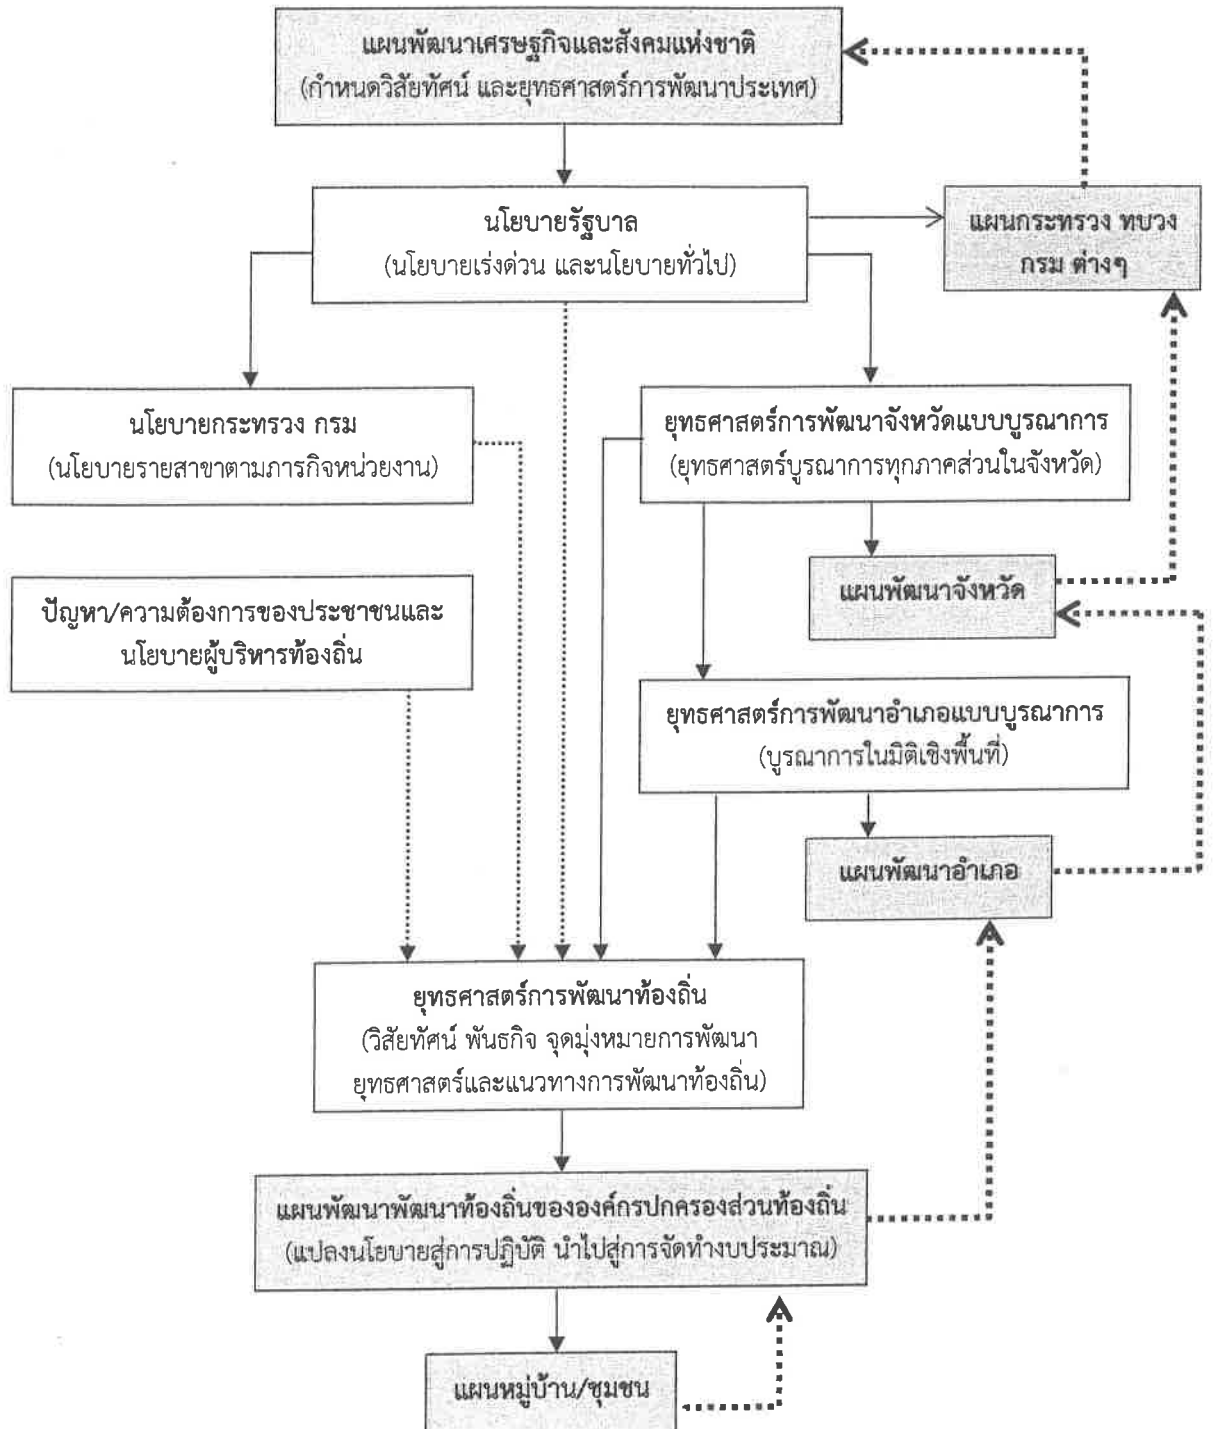 แผนพัฒนาเศรษฐกิจและสังคมแห่งชาติ
(กำหนดวิสัยทัศน์ และยุทธศาสตร์การพัฒนาประเทศ)
นโยบายรัฐบาล
(นโยบายเร่งด่วน และนโยบายทั่วไป)
แผนกระทรวง ทบวง
กรม ต่างๆ
นโยบายกระทรวง กรม
(นโยบายรายสาขาตามภารกิจหน่วยงาน)
ยุทธศาสตร์การพัฒนาจังหวัดแบบบูรณาการ
(ยุทธศาสตร์บูรณาการทุกภาคส่วนในจังหวัด)
แผนพัฒนาจังหวัด
ปัญหา/ความต้องการของประชาชนและ
นโยบายผู้บริหารท้องถิ่น
ยุทธศาสตร์การพัฒนาอำเภอแบบบูรณาการ
(บูรณาการในมิติเชิงพื้นที่)
แผนพัฒนาอำเภอ
ยุทธศาสตร์การพัฒนาท้องถิ่น
(วิสัยทัศน์ พันธกิจ จุดมุ่งหมายการพัฒนา
ยุทธศาสตร์และแนวทางการพัฒนาท้องถิ่น)
แผนพัฒนาพัฒนาท้องถิ่นขององค์กรปกครองส่วนท้องถิ่น
(แปลงนโยบายสู่การปฏิบัติ นำไปสู่การจัดทำงบประมาณ)
แผนหมู่บ้าน/ชุมชน